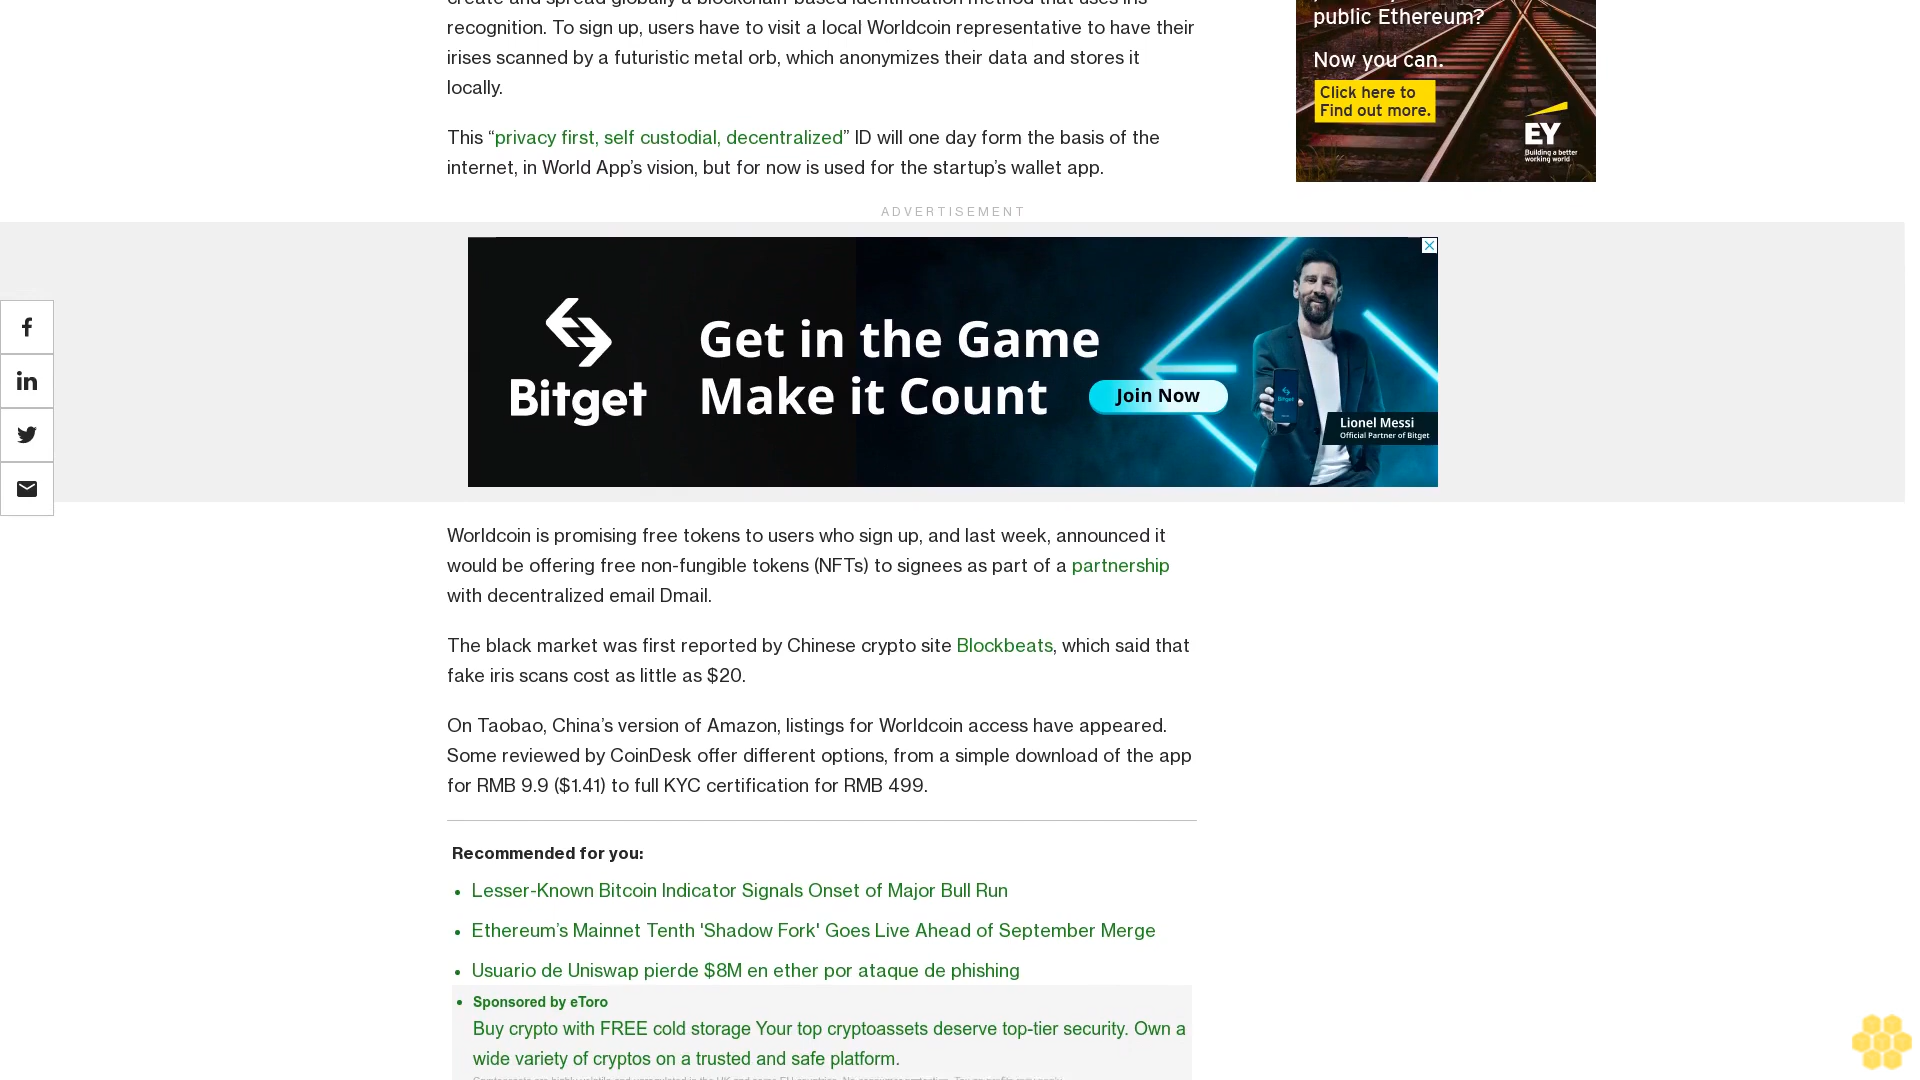 public Ethereum?
recognition. To sign up, users have to visit a local Worldcoin representative to have their
Now you can.
irises scanned by a futuristic metal orb, which anonymizes their data and stores it
locally.
Click here to
Find out more.
EY
Building a better
working world
This “privacy first, self custodial, decentralized” ID will one day form the basis of the
internet, in World App’s vision, but for now is used for the startup’s wallet app.
ADVERTISEMENT
Bitget
Get in the Game
Make it Count
Join Now
Bitget
Lionel Messi
Official Partner of Bitget
Worldcoin is promising free tokens to users who sign up, and last week, announced it
would be offering free non-fungible tokens (NFTs) to signees as part of a partnership
with decentralized email Dmail.
The black market was first reported by Chinese crypto site Blockbeats, which said that
fake iris scans cost as little as $20.
On Taobao, China’s version of Amazon, listings for Worldcoin access have appeared.
Some reviewed by CoinDesk offer different options, from a simple download of the app
for RMB 9.9 ($1.41) to full KYC certification for RMB 499.
Recommended for you:
Lesser-Known Bitcoin Indicator Signals Onset of Major Bull Run
Ethereum’s Mainnet Tenth 'Shadow Fork' Goes Live Ahead of September Merge
Usuario de Uniswap pierde $8M en ether por ataque de phishing
Sponsored by eToro
Buy crypto with FREE cold storage Your top cryptoassets deserve top-tier security. Own a
wide variety of cryptos on a trusted and safe platform.